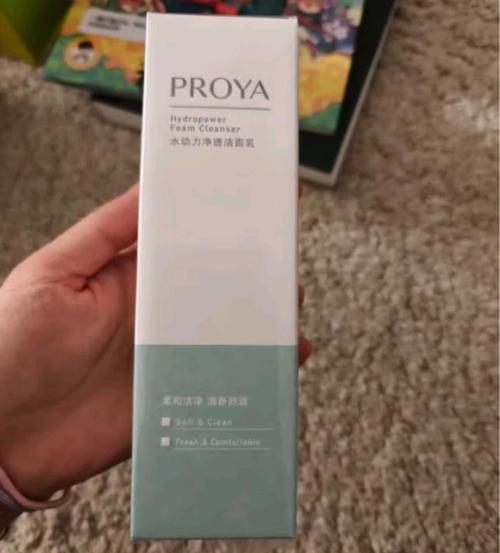 PROYA
Hydropower
Foam Cleanser
水动力净透洁面乳
柔和洁净 清新舒适
Soft & Clean
Fresh & Comfortable